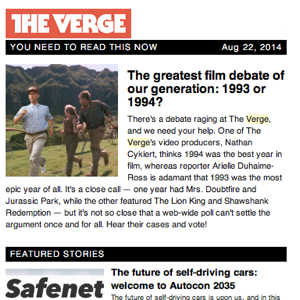 THE VERGE
YOU NEED TO READ THIS NOW Aug 22, 2014
The greatest film debate of
our generation: 1993 or
1994?
There's a debate raging at The Verge,
and we need your help. One of The
Verge's video producers, Nathan
Cykiert, thinks 1994 was the best year in
film, whereas reporter Arielle Duhaime-
Ross is adamant that 1993 was the most
epic year of all. It's a close call — one year had Mrs. Doubtfire and
Jurassic Park, while the other featured The Lion King and Shawshank
Redemption — but it's not so close that a web-wide poll can't settle the
argument once and for all. Hear their cases and vote!
FEATURED STORIES
Safenet
The future of self-driving cars:
welcome to Autocon 2035
The future of self-driving cars is upon us, and in this